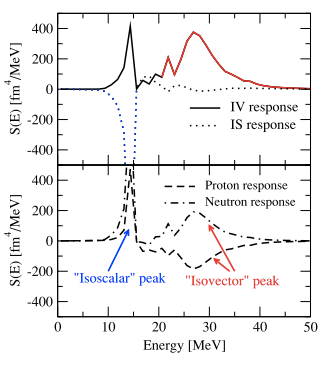 400
200
0
-200
-400
S(E) [fm⁴/MeV]
IV response
IS response
400
200
0
-200
-400
S(E) [fm⁴/MeV]
Proton response
Neutron response
"Isoscalar" peak
"Isovector" peak
0 10 20 30 40 50
Energy [MeV]